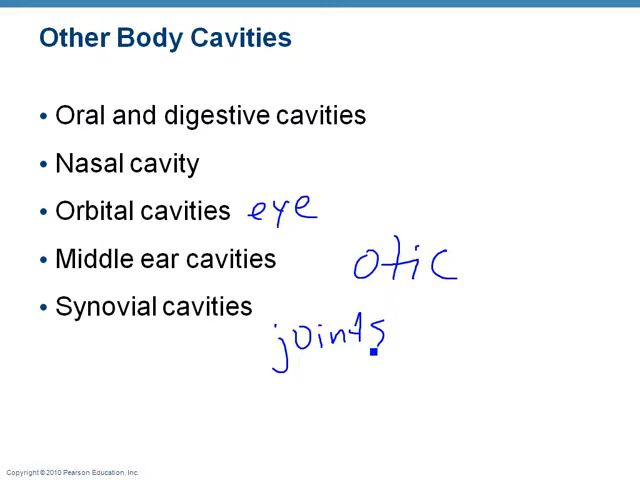 Other Body Cavities
• Oral and digestive cavities
• Nasal cavity
• Orbital cavities eye
• Middle ear cavities otic
• Synovial cavities
joints
Copyright © 2010 Pearson Education, Inc.